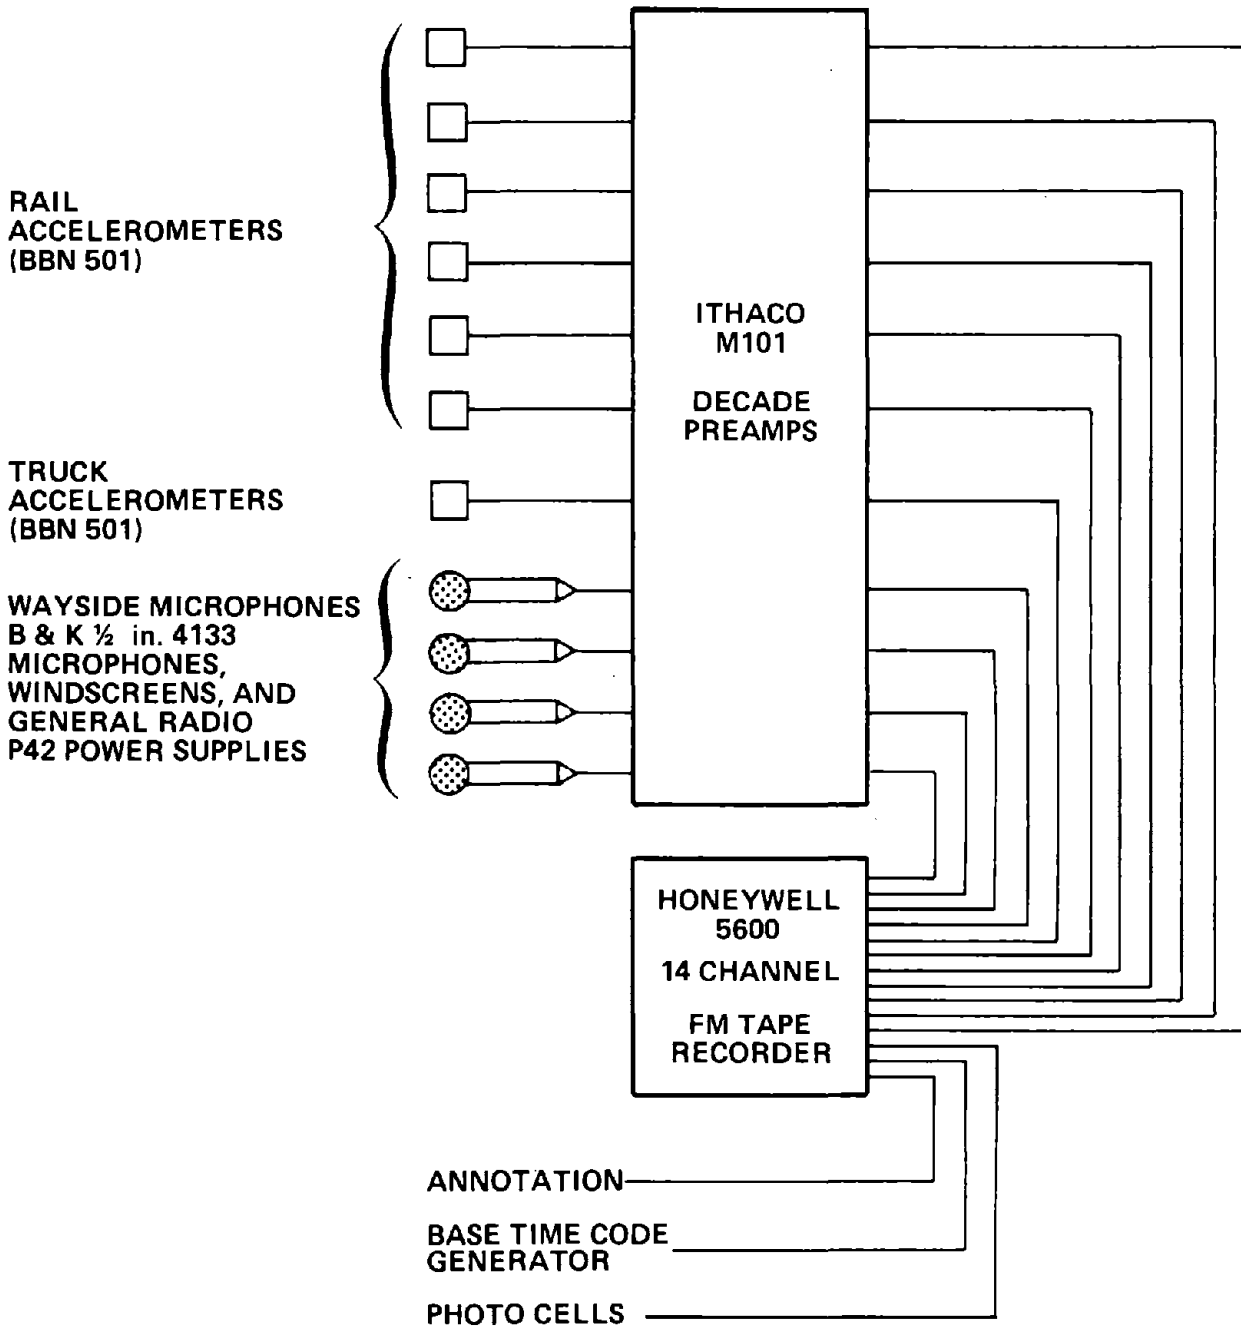 RAIL
ACCELEROMETERS
(BBN 501)
TRUCK
ACCELEROMETERS
(BBN 501)
WAYSIDE MICROPHONES
B & K ½ in. 4133
MICROPHONES,
WINDSCREENS, AND
GENERAL RADIO
P42 POWER SUPPLIES
ITHACO
M101
DECADE
PREAMPS
HONEYWELL
5600
14 CHANNEL
FM TAPE
RECORDER
ANNOTATION
BASE TIME CODE
GENERATOR
PHOTO CELLS